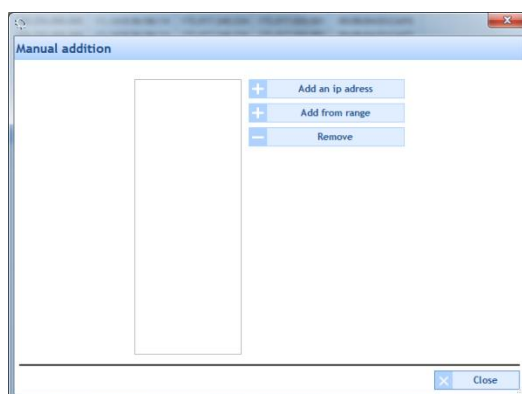 Manual addition
Add an ip adress
Add from range
Remove
Close